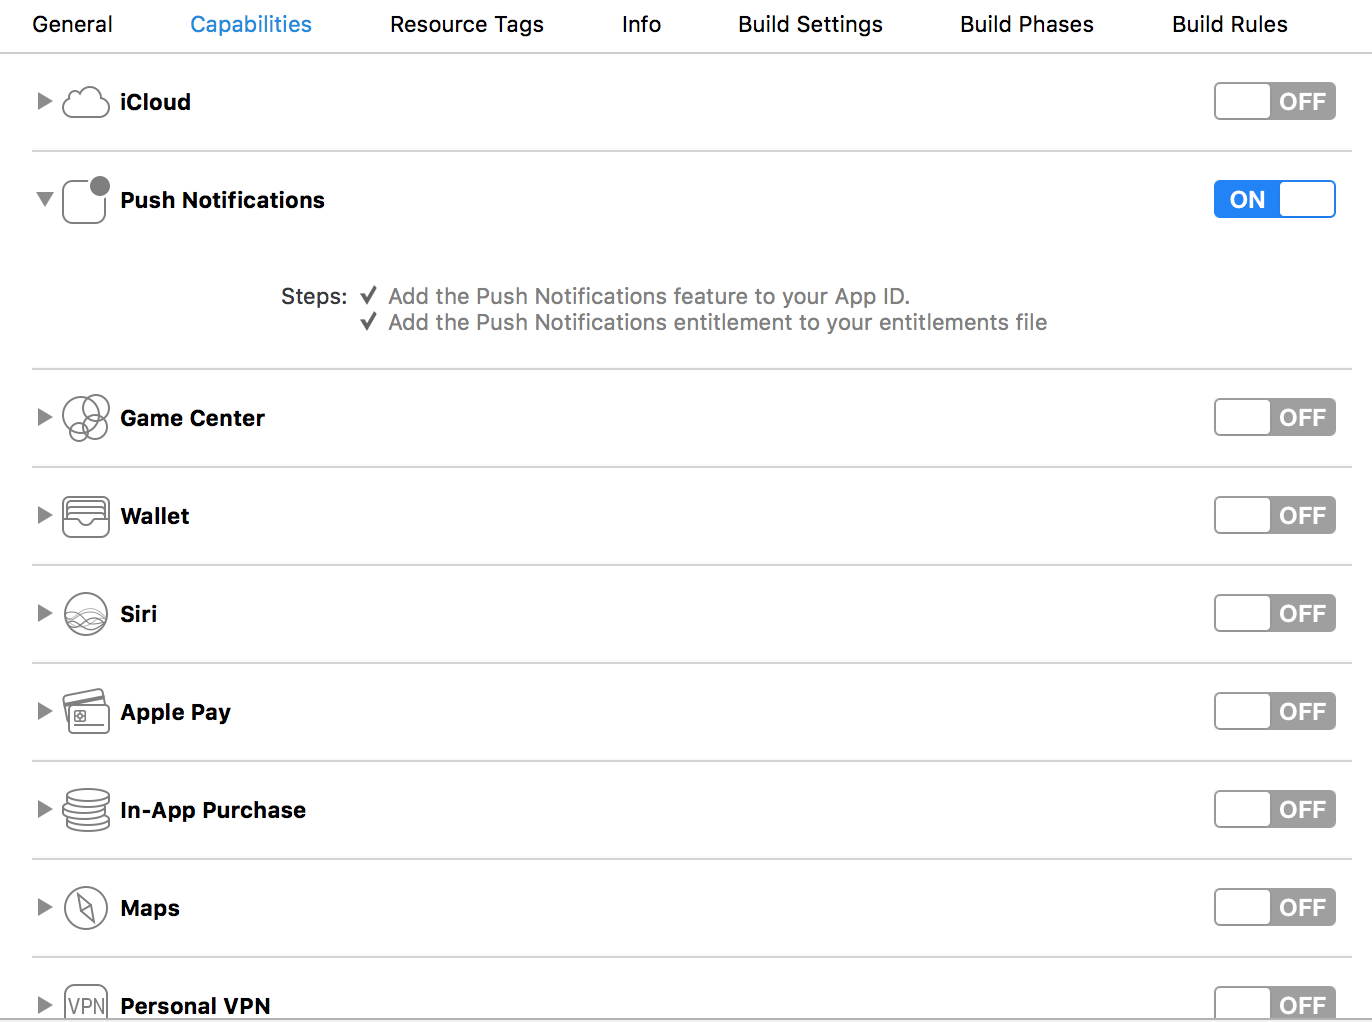 General Capabilities Resource Tags Info Build Settings Build Phases Build Rules
iCloud OFF
Push Notifications ON
Steps: ✓ Add the Push Notifications feature to your App ID.
✓ Add the Push Notifications entitlement to your entitlements file
Game Center OFF
Wallet OFF
Siri OFF
Apple Pay OFF
In-App Purchase OFF
Maps OFF
VPN Personal VPN OFF